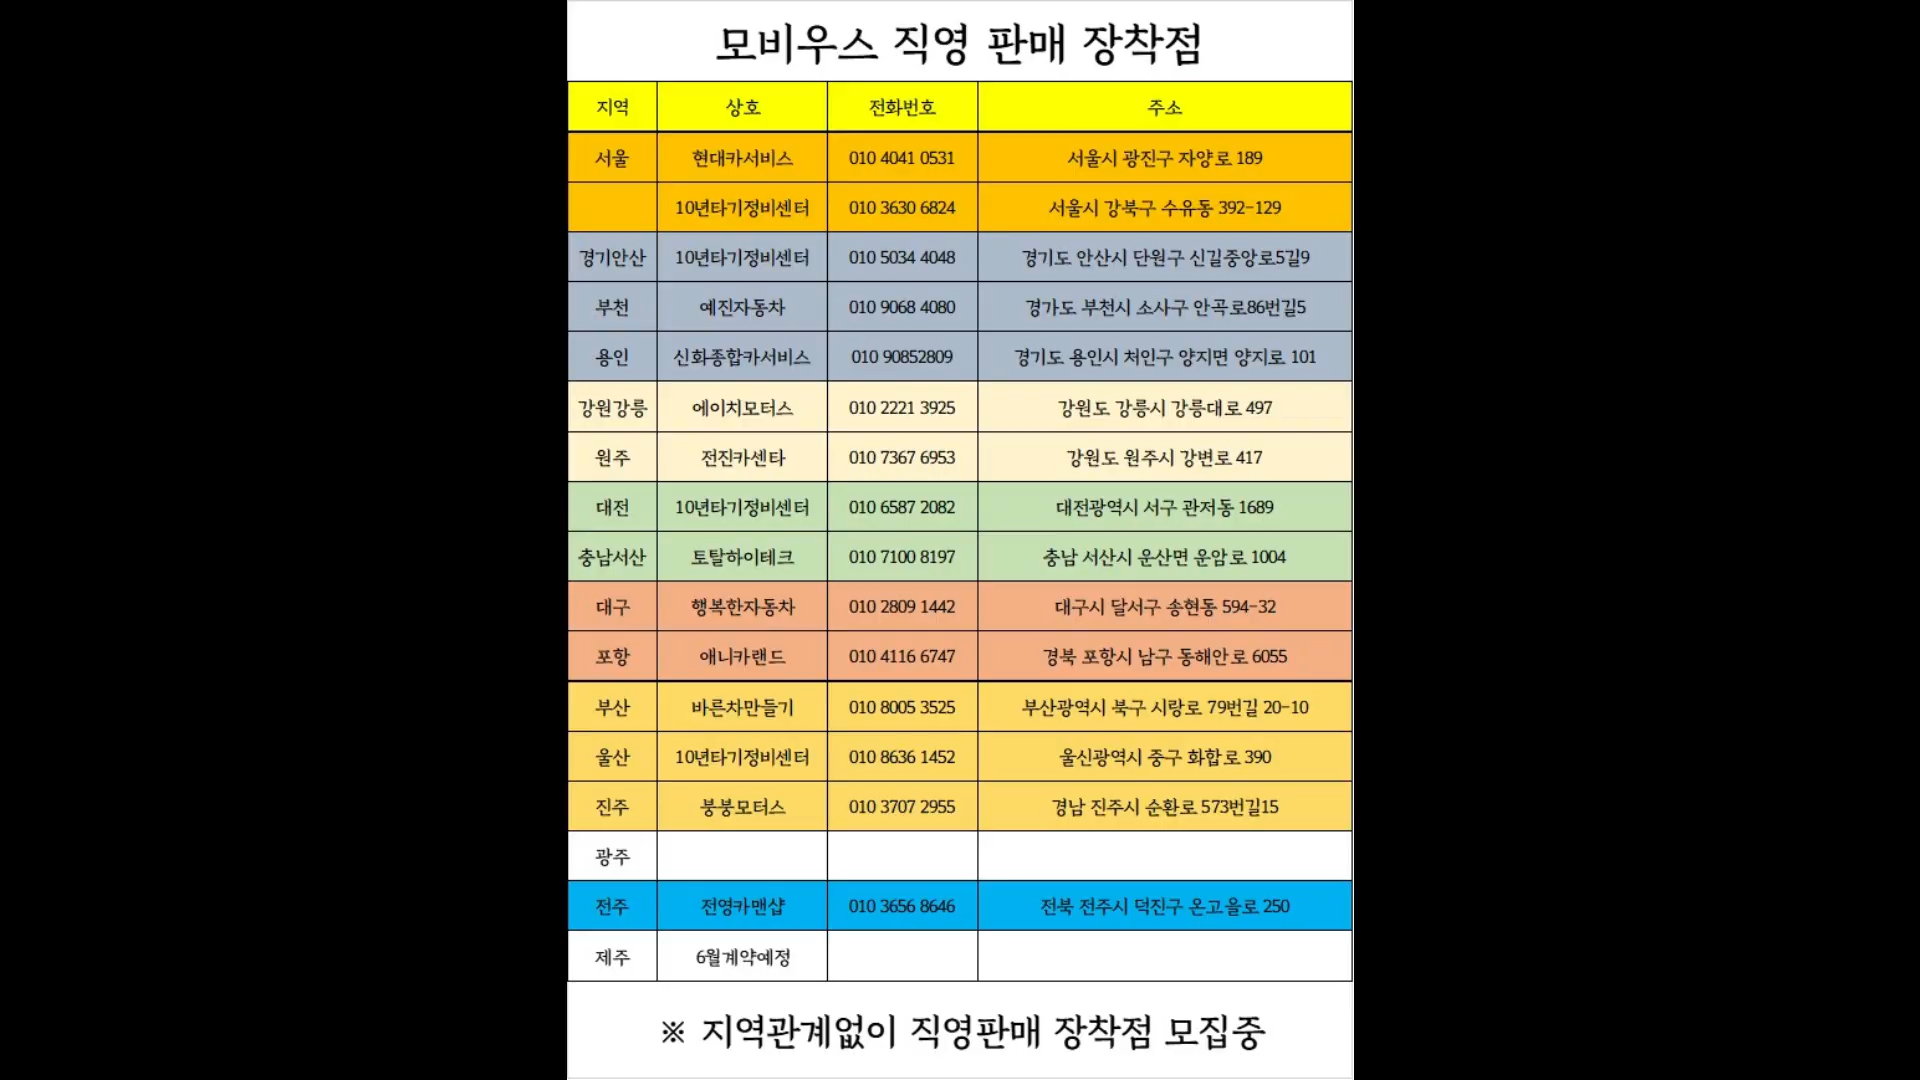 모비우스 직영 판매 장착점
지역 상호 전화번호 주소
서울 현대카서비스 010 4041 0531 서울시 광진구 자양로 189
10년타기정비센터 010 3630 6824 서울시 강북구 수유동 392-129
경기안산 10년타기정비센터 010 5034 4048 경기도 안산시 단원구 신길중앙로5길9
부천 예진자동차 010 9068 4080 경가도 부천시 소사구 안곡로86번길5
용인 신화종합카서비스 010 90852809 경기도 용인시 처인구 양지면 양지로 101
강원강릉 에이치모터스 010 2221 3925 강원도 강릉시 강릉대로 497
원주 전진카센타 010 7367 6953 강원도 원주시 강변로 417
대전 10년타기정비센터 010 6587 2082 대전광역시 서구 관저동 1689
충남서산 토탈하이테크 010 7100 8197 충남 서산시 운산면 운암로 1004
대구 행복한자동차 010 2809 1442 대구시 달서구 송현동 594-32
포항 애니카랜드 010 4116 6747 경북 포항시 남구 동해안로 6055
부산 바른차만들기 010 8005 3525 부산광역시 북구 시랑로 79번길 20-10
울산 10년타기정비센터 010 8636 1452 울신광역시 중구 화합로 390
진주 붕붕모터스 010 3707 2955 경남 진주시 순환로 573번길15
광주
전주 전영카맨샵 010 3656 8646 전북 전주시 덕진구 온고을로 250
제주 6월계약예정
※ 지역관계없이 직영판매 장착점 모집중